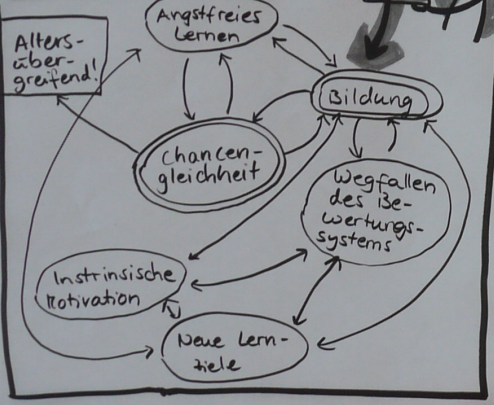 Angstfreies
Lernen
Alters-
über-
greifend!
Bildung
Chancen-
gleichheit
Wegfallen
des Be-
wertungs-
systems
Instrinsische
Motivation
Neue Lern-
ziele